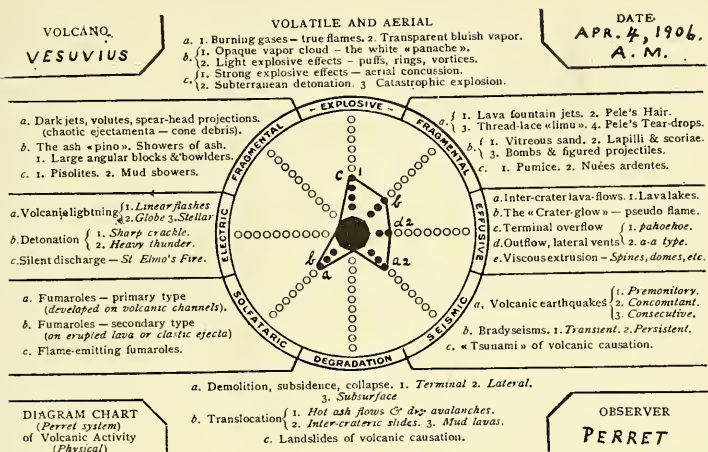 VOLCANO
VESUVIUS
VOLATILE AND AERIAL
a. 1. Burning gases — true flames. 2. Transparent bluish vapor.
b. {1. Opaque vapor cloud – the white «panache».
2. Light explosive effects - puffs, rings, vortices.
c. {1. Strong explosive effects — aerial concussion.
2. Subterranean detonation. 3 Catastrophic explosion.
DATE
APR. 4, 1906.
A. M.
a. Dark jets, volutes, spear-head projections.
(chaotic ejectamenta — cone debris).
b. The ash «pino». Showers of ash.
1. Large angular blocks &bowlders.
c. 1. Pisolites. 2. Mud showers.
a. { 1. Lava fountain jets. 2. Pele's Hair.
3. Thread-lace «limu». 4. Pele's Tear-drops.
b. { 1. Vitreous sand. 2. Lapilli & scoriae.
3. Bombs & figured projectiles.
c. 1. Pumice. 2. Nuées ardentes.
- EXPLOSIVE -
FRAGMENTAL
FRAGMENTAL
ELECTRIC
EFFUSIVE
SOLFATARIC
SEISMIC
DEGRADATION
c 1
b
d 2
a 2
b
a
a. Volcanic ligbtning {1. Linear flashes
2. Globe 3. Stellar
b. Detonation { 1. Sharp crackle.
2. Heavy thunder.
c. Silent discharge — St Elmo's Fire.
a. Inter-crater lava-flows. 1. Lava lakes.
b. The «Crater-glow» — pseudo flame.
c. Terminal overflow { 1. pahoehoe.
d. Outflow, lateral vents 2. a-a type.
e. Viscous extrusion — Spines, domes, etc.
a. Fumaroles — primary type
(developed on volcanic channels).
b. Fumaroles — secondary type
(on erupted lava or clastic ejecta)
c. Flame-emitting fumaroles.
a. Volcanic earthquakes {1. Premonitory.
2. Concomitant.
3. Consecutive.
b. Bradyseisms. 1. Transient. 2. Persistent.
c. «Tsunami» of volcanic causation.
a. Demolition, subsidence, collapse. 1. Terminal 2. Lateral.
3. Subsurface
b. Translocation { 1. Hot ash flows & dry avalanches.
2. Inter-crateric slides. 3. Mud lavas.
c. Landslides of volcanic causation.
DIAGRAM CHART
(Perret system)
of Volcanic Activity
(Physical)
OBSERVER
PERRET